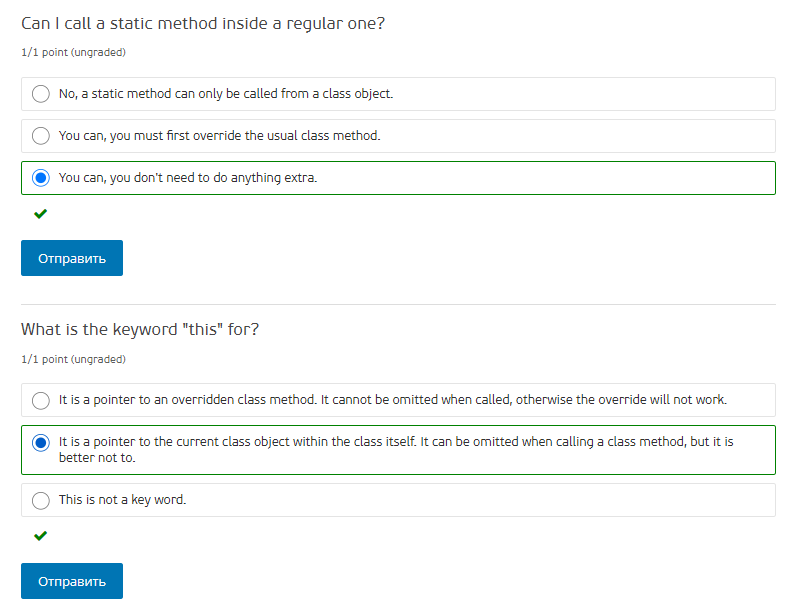 Can I call a static method inside a regular one?
1/1 point (ungraded)
No, a static method can only be called from a class object.
You can, you must first override the usual class method.
You can, you don't need to do anything extra.
Отправить
What is the keyword "this" for?
1/1 point (ungraded)
It is a pointer to an overridden class method. It cannot be omitted when called, otherwise the override will not work.
It is a pointer to the current class object within the class itself. It can be omitted when calling a class method, but it is
better not to.
This is not a key word.
Отправить